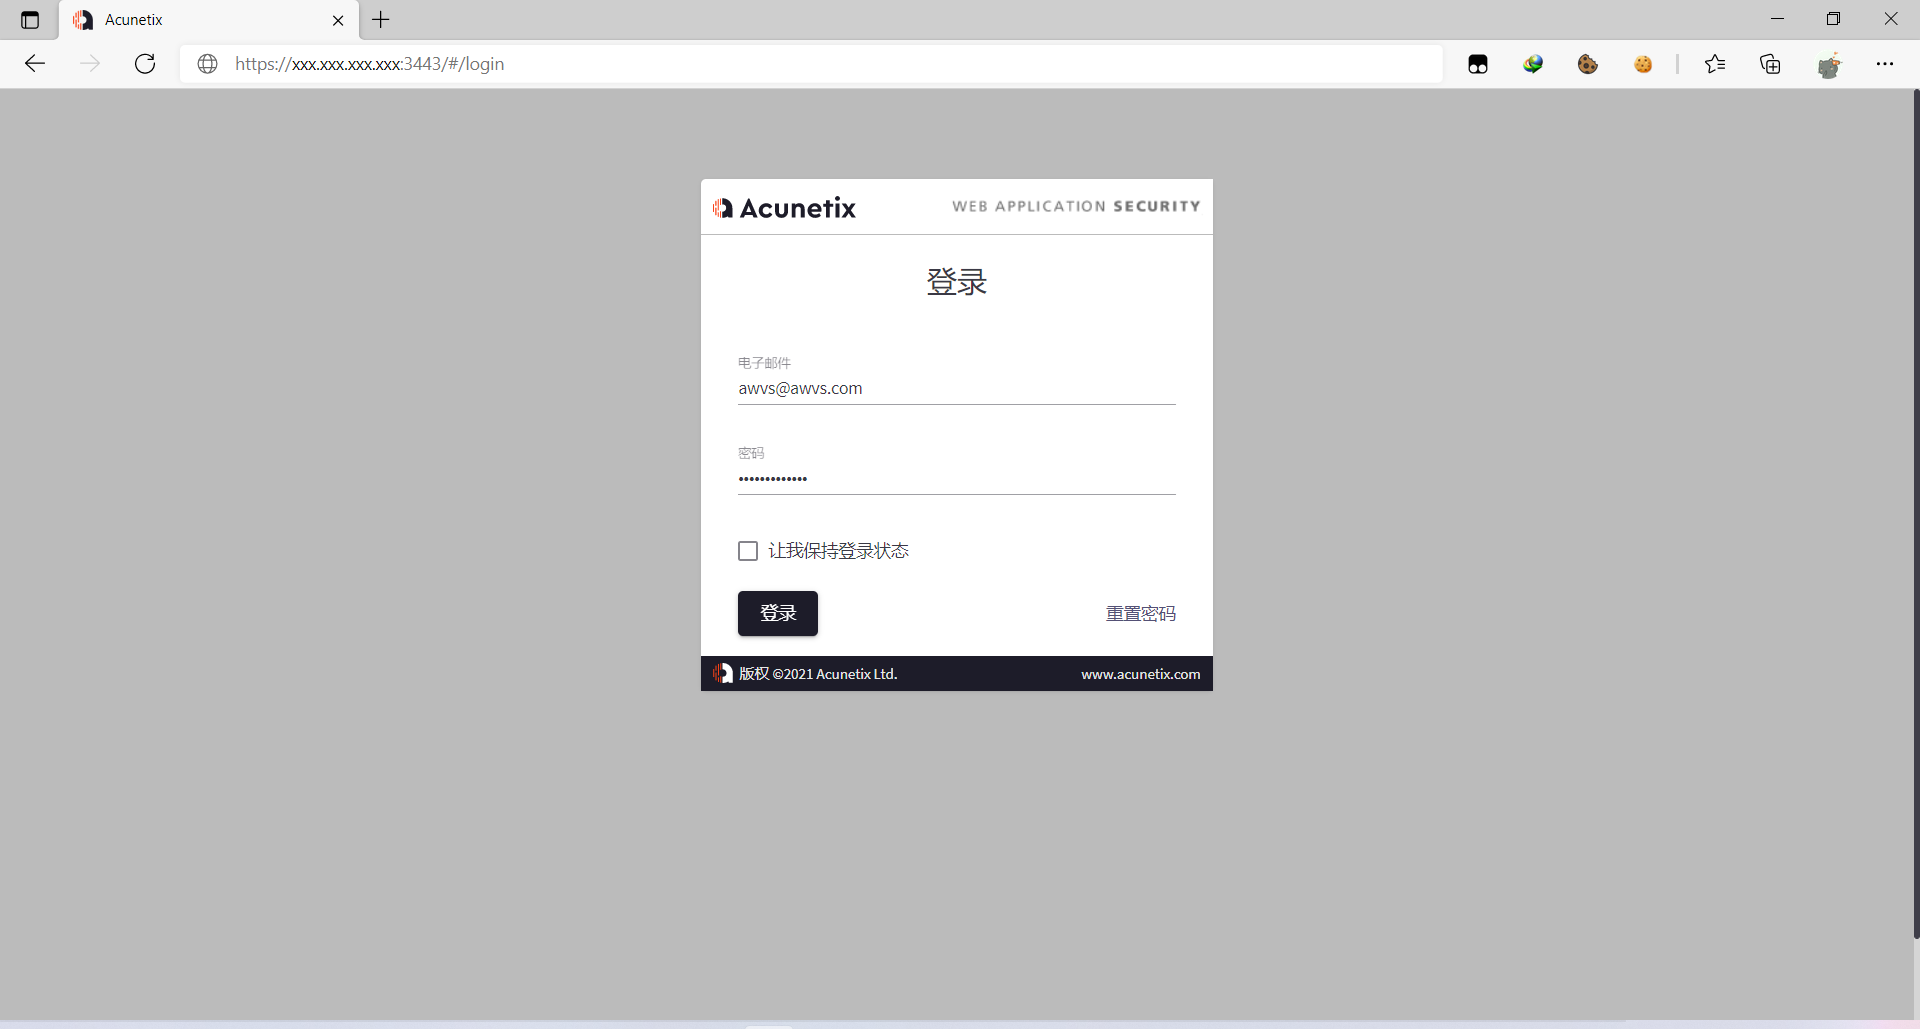 Acunetix
https://xxx.xxx.xxx.xxx:3443/#/login
Acunetix WEB APPLICATION SECURITY
登录
电子邮件
awvs@awvs.com
密码
•••••••••••••
让我保持登录状态
登录 重置密码
版权 ©2021 Acunetix Ltd. www.acunetix.com